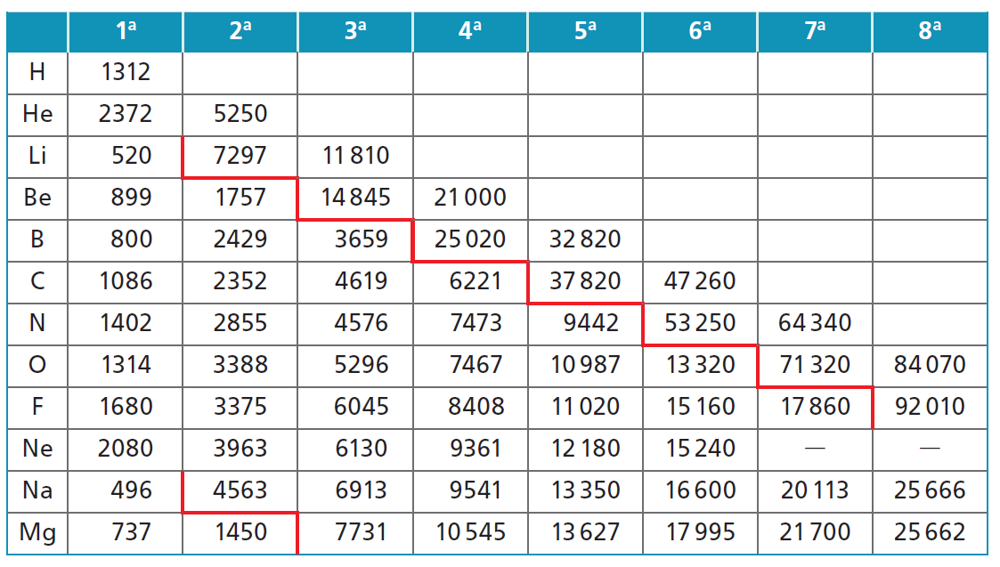 1ª 2ª 3ª 4ª 5ª 6ª 7ª 8ª
H 1312
He 2372 5250
Li 520 7297 11 810
Be 899 1757 14 845 21 000
B 800 2429 3659 25 020 32 820
C 1086 2352 4619 6221 37 820 47 260
N 1402 2855 4576 7473 9442 53 250 64 340
O 1314 3388 5296 7467 10 987 13 320 71 320 84 070
F 1680 3375 6045 8408 11 020 15 160 17 860 92 010
Ne 2080 3963 6130 9361 12 180 15 240 — —
Na 496 4563 6913 9541 13 350 16 600 20 113 25 666
Mg 737 1450 7731 10 545 13 627 17 995 21 700 25 662